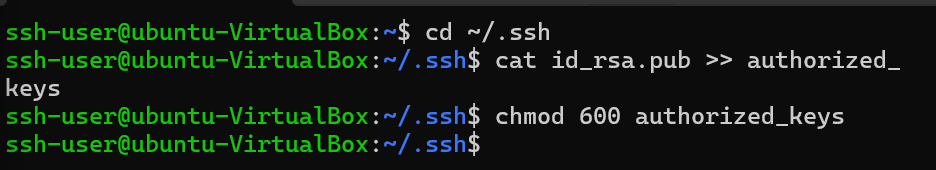 ssh-user@ubuntu-VirtualBox:~$ cd ~/.ssh
ssh-user@ubuntu-VirtualBox:~/.ssh$ cat id_rsa.pub >> authorized_
keys
ssh-user@ubuntu-VirtualBox:~/.ssh$ chmod 600 authorized_keys
ssh-user@ubuntu-VirtualBox:~/.ssh$